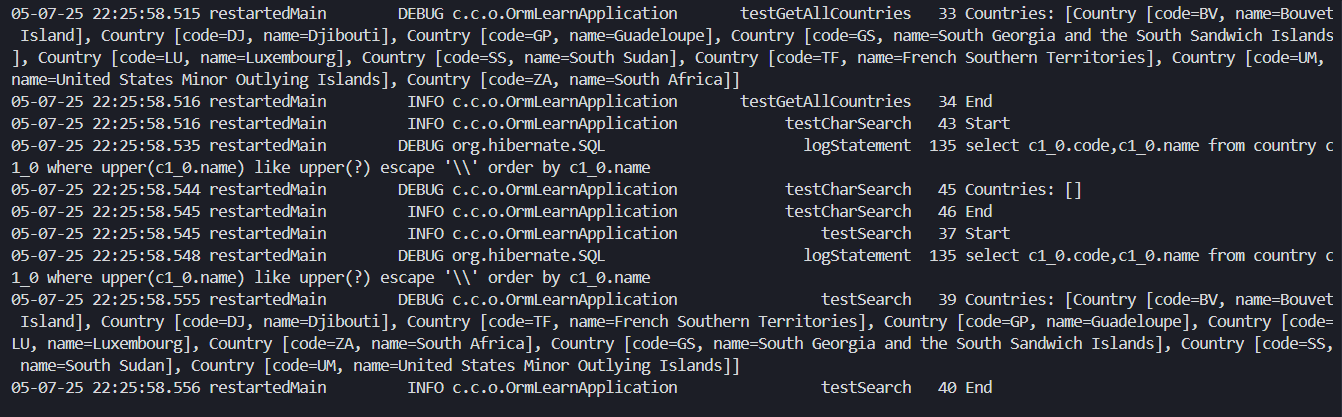 05-07-25 22:25:58.515 restartedMain        DEBUG c.c.o.OrmLearnApplication       testGetAllCountries   33 Countries: [Country [code=BV, name=Bouvet
 Island], Country [code=DJ, name=Djibouti], Country [code=GP, name=Guadeloupe], Country [code=GS, name=South Georgia and the South Sandwich Islands
], Country [code=LU, name=Luxembourg], Country [code=SS, name=South Sudan], Country [code=TF, name=French Southern Territories], Country [code=UM,
name=United States Minor Outlying Islands], Country [code=ZA, name=South Africa]]
05-07-25 22:25:58.516 restartedMain         INFO c.c.o.OrmLearnApplication       testGetAllCountries   34 End
05-07-25 22:25:58.516 restartedMain         INFO c.c.o.OrmLearnApplication            testCharSearch   43 Start
05-07-25 22:25:58.535 restartedMain        DEBUG org.hibernate.SQL                      logStatement  135 select c1_0.code,c1_0.name from country c
1_0 where upper(c1_0.name) like upper(?) escape '\\' order by c1_0.name
05-07-25 22:25:58.544 restartedMain        DEBUG c.c.o.OrmLearnApplication            testCharSearch   45 Countries: []
05-07-25 22:25:58.545 restartedMain         INFO c.c.o.OrmLearnApplication            testCharSearch   46 End
05-07-25 22:25:58.545 restartedMain         INFO c.c.o.OrmLearnApplication                testSearch   37 Start
05-07-25 22:25:58.548 restartedMain        DEBUG org.hibernate.SQL                      logStatement  135 select c1_0.code,c1_0.name from country c
1_0 where upper(c1_0.name) like upper(?) escape '\\' order by c1_0.name
05-07-25 22:25:58.555 restartedMain        DEBUG c.c.o.OrmLearnApplication                testSearch   39 Countries: [Country [code=BV, name=Bouvet
 Island], Country [code=DJ, name=Djibouti], Country [code=TF, name=French Southern Territories], Country [code=GP, name=Guadeloupe], Country [code=
LU, name=Luxembourg], Country [code=ZA, name=South Africa], Country [code=GS, name=South Georgia and the South Sandwich Islands], Country [code=SS,
 name=South Sudan], Country [code=UM, name=United States Minor Outlying Islands]]
05-07-25 22:25:58.556 restartedMain         INFO c.c.o.OrmLearnApplication                testSearch   40 End